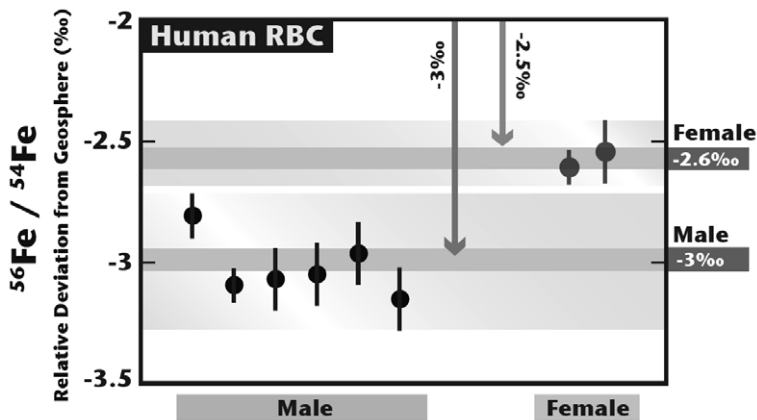 Human RBC
-2
-2.5
-3
-3.5
⁵⁶Fe / ⁵⁴Fe
Relative Deviation from Geosphere (‰)
-3‰
-2.5‰
Female
-2.6‰
Male
-3‰
Male
Female